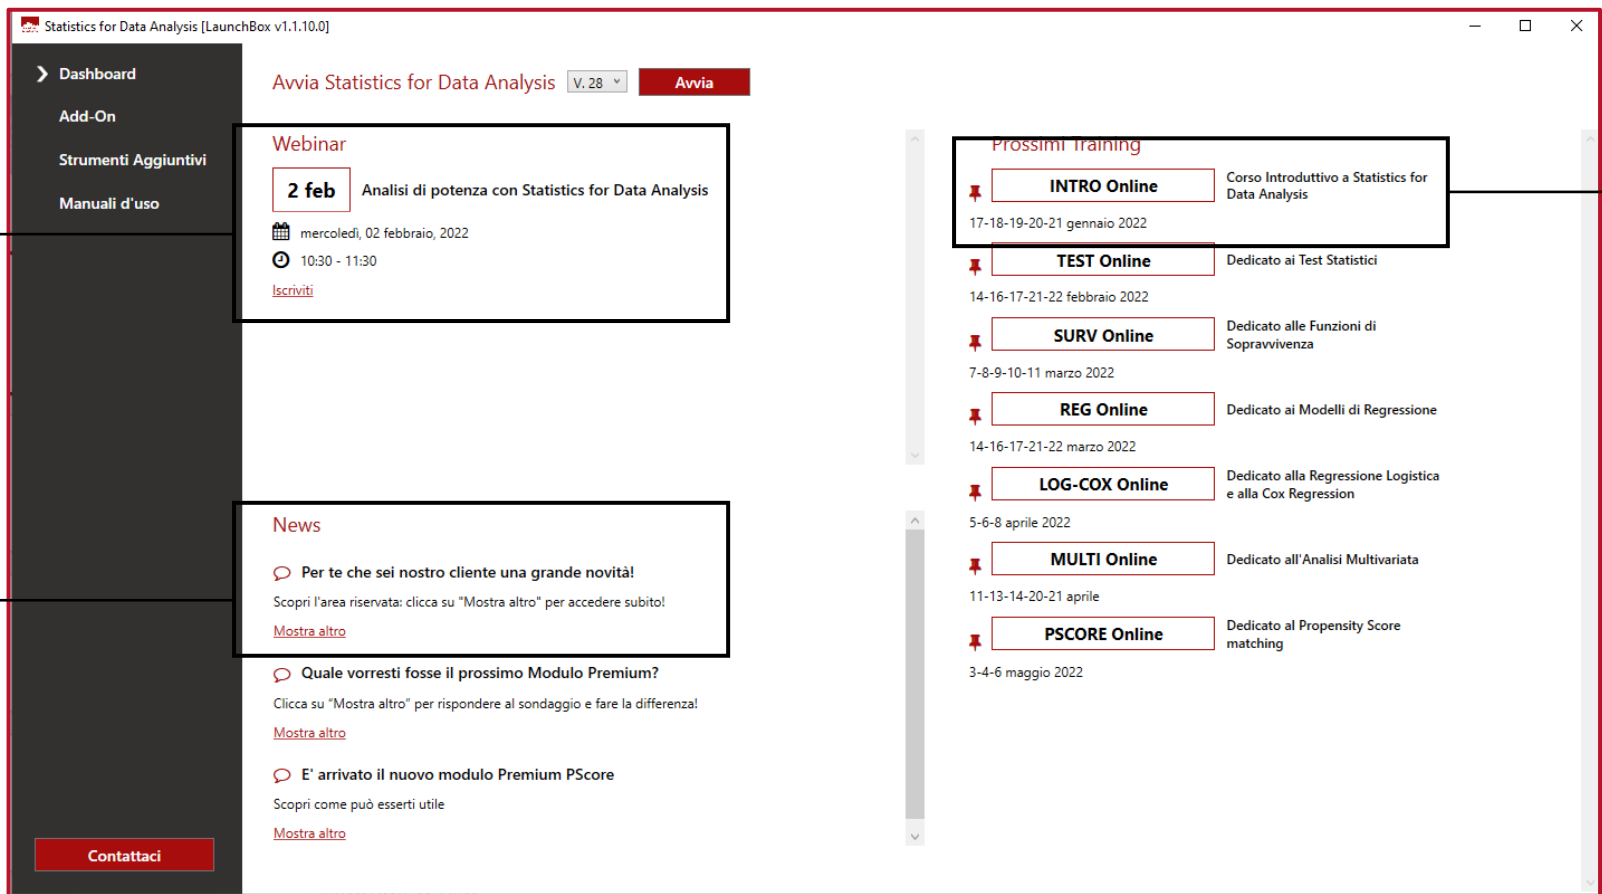 Statistics for Data Analysis [LaunchBox v1.1.10.0]
Dashboard
Add-On
Strumenti Aggiuntivi
Manuali d'uso
Contattaci
Avvia Statistics for Data Analysis
V. 28
Avvia
Webinar
2 feb
Analisi di potenza con Statistics for Data Analysis
mercoledì, 02 febbraio, 2022
10:30 - 11:30
Iscriviti
News
Per te che sei nostro cliente una grande novità!
Scopri l'area riservata: clicca su "Mostra altro" per accedere subito!
Mostra altro
Quale vorresti fosse il prossimo Modulo Premium?
Clicca su "Mostra altro" per rispondere al sondaggio e fare la differenza!
Mostra altro
E' arrivato il nuovo modulo Premium PScore
Scopri come può esserti utile
Mostra altro
Prossimi Training
INTRO Online
Corso Introduttivo a Statistics for
Data Analysis
17-18-19-20-21 gennaio 2022
TEST Online
Dedicato ai Test Statistici
14-16-17-21-22 febbraio 2022
SURV Online
Dedicato alle Funzioni di
Sopravvivenza
7-8-9-10-11 marzo 2022
REG Online
Dedicato ai Modelli di Regressione
14-16-17-21-22 marzo 2022
LOG-COX Online
Dedicato alla Regressione Logistica
e alla Cox Regression
5-6-8 aprile 2022
MULTI Online
Dedicato all'Analisi Multivariata
11-13-14-20-21 aprile
PSCORE Online
Dedicato al Propensity Score
matching
3-4-6 maggio 2022